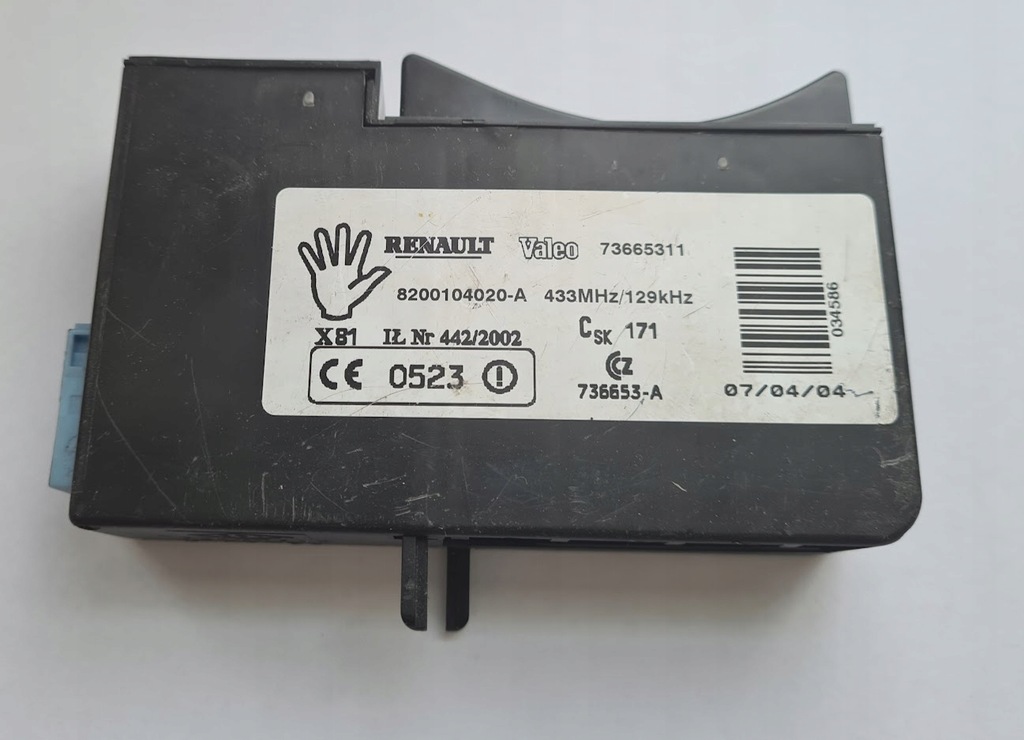 RENAULT Valeo 73665311
8200104020-A 433MHz/129kHz
X81 IŁ Nr 442/2002 CSK 171
CE 0523
CCZ
736653-A
034586
07/04/04